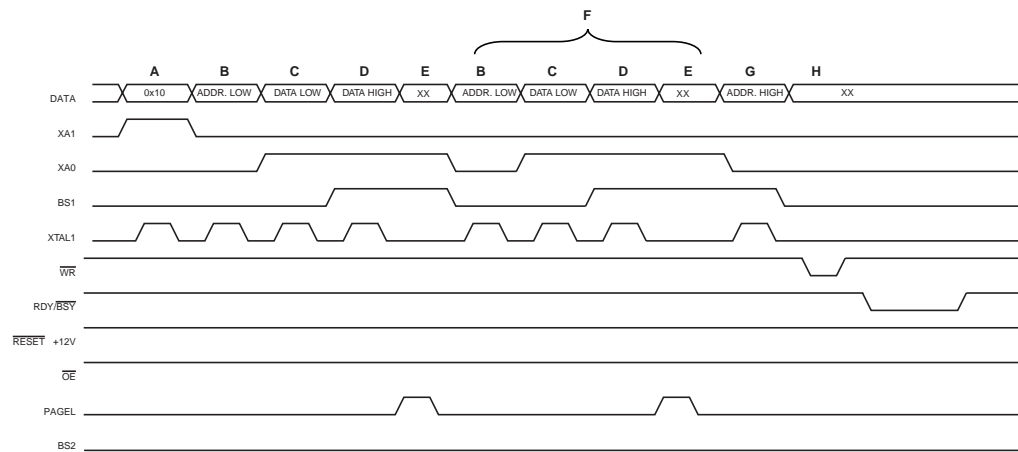 F
A B C D E B C D E G H
DATA 0x10 ADDR. LOW DATA LOW DATA HIGH XX ADDR. LOW DATA LOW DATA HIGH XX ADDR. HIGH XX
XA1
XA0
BS1
XTAL1
WR
RDY/BSY
RESET +12V
OE
PAGEL
BS2